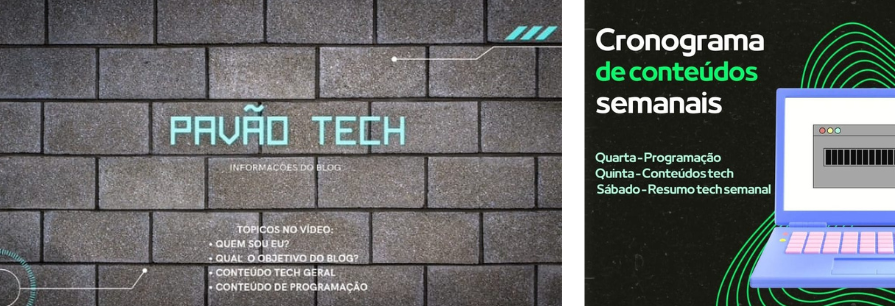 PAVÃO TECH
INFORMAÇÕES DO BLOG
TÓPICOS NO VÍDEO:
• QUEM SOU EU?
• QUAL O OBJETIVO DO BLOG?
• CONTEÚDO TECH GERAL
• CONTEÚDO DE PROGRAMAÇÃO
Cronograma
de conteúdos
semanais
Quarta - Programação
Quinta - Conteúdos tech
Sábado - Resumo tech semanal